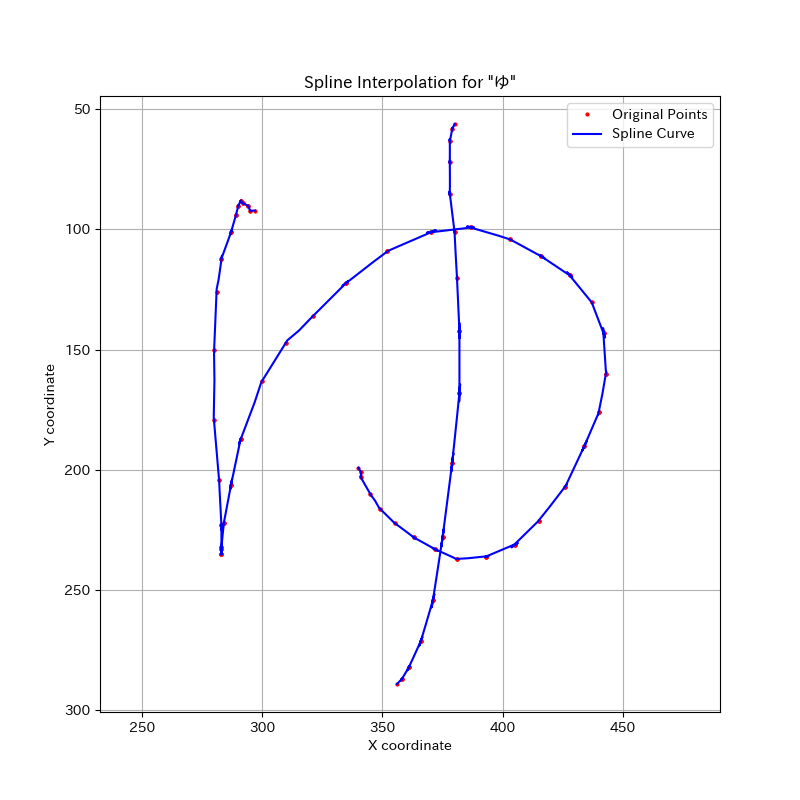 Spline Interpolation for "ゆ"
Original Points
Spline Curve
50
100
150
200
250
300
Y coordinate
250
300
350
400
450
X coordinate